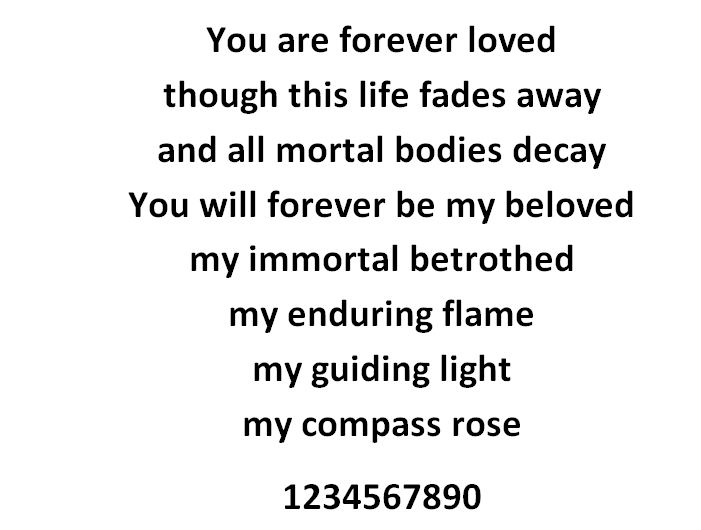 You are forever loved
though this life fades away
and all mortal bodies decay
You will forever be my beloved
my immortal betrothed
my enduring flame
my guiding light
my compass rose
1234567890